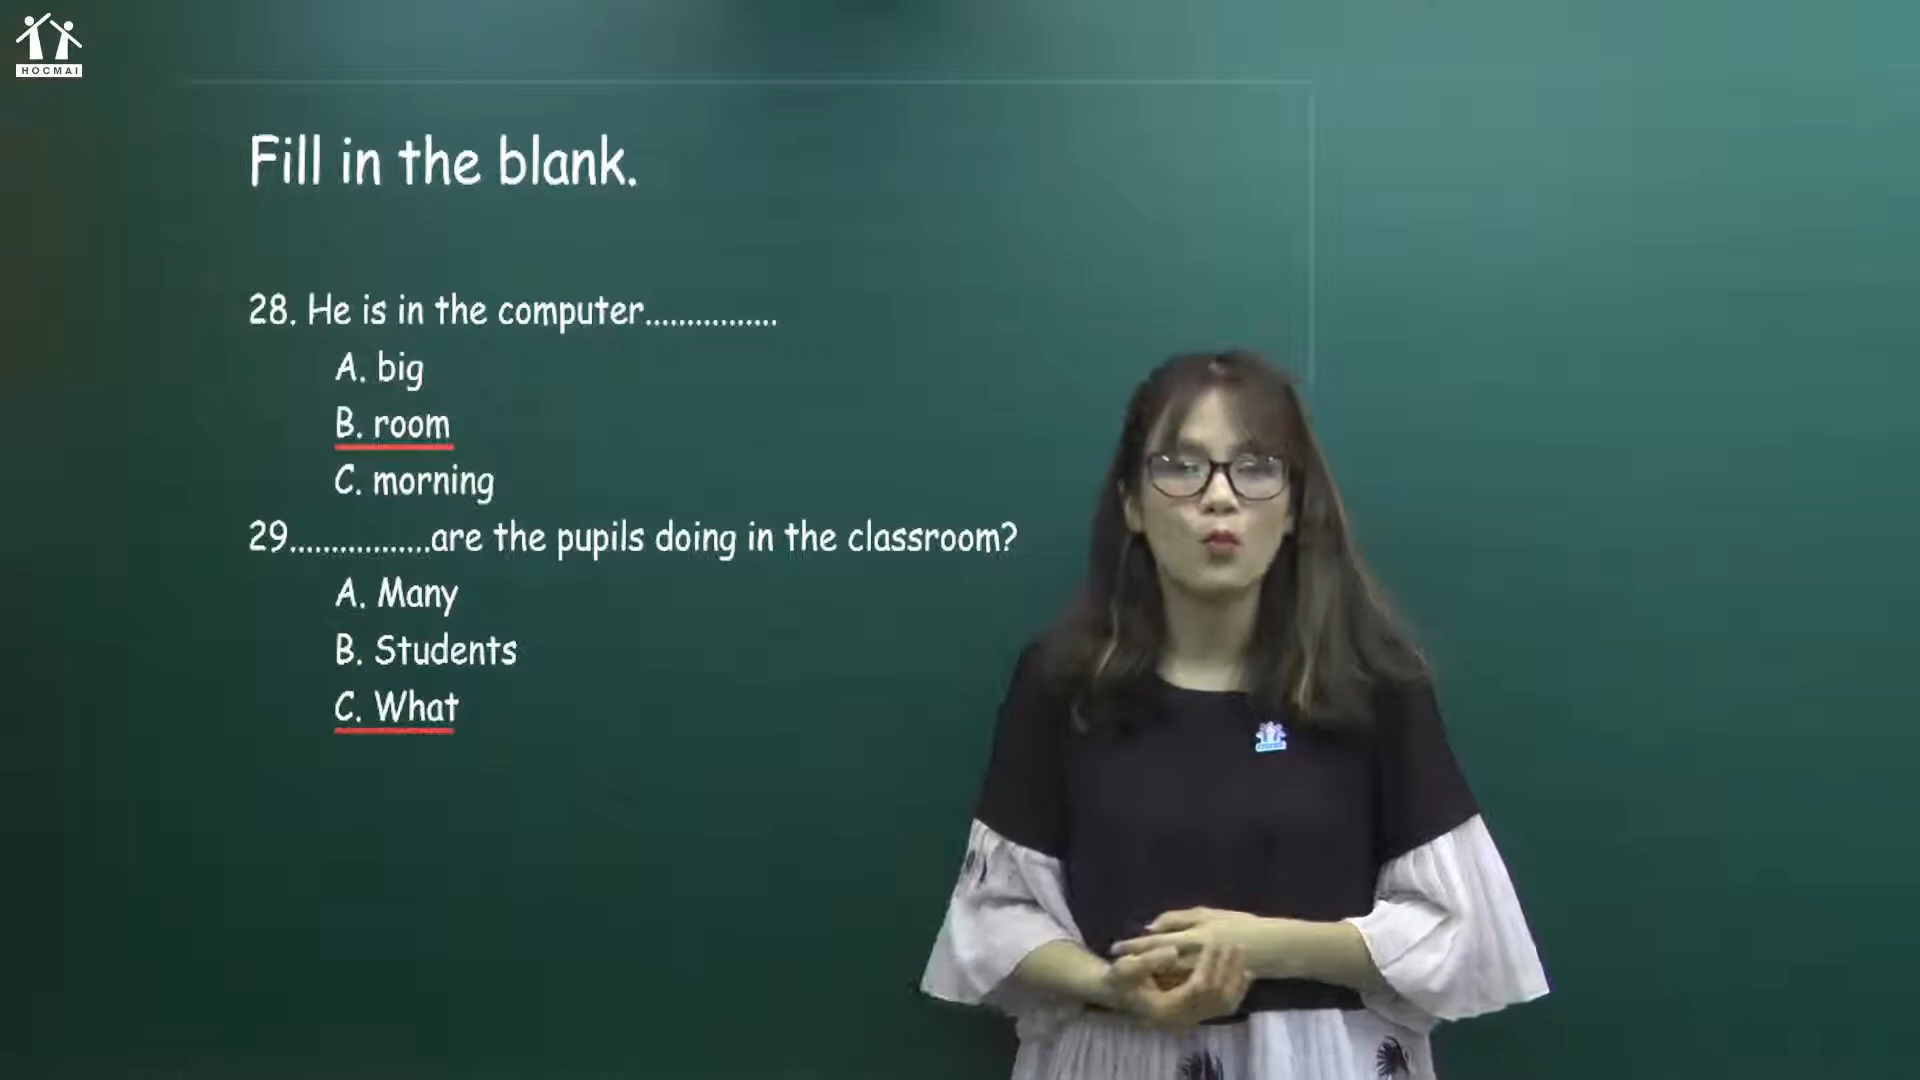 HOCMAI
Fill in the blank.
28. He is in the computer................
A. big
B. room
C. morning
29.................are the pupils doing in the classroom?
A. Many
B. Students
C. What